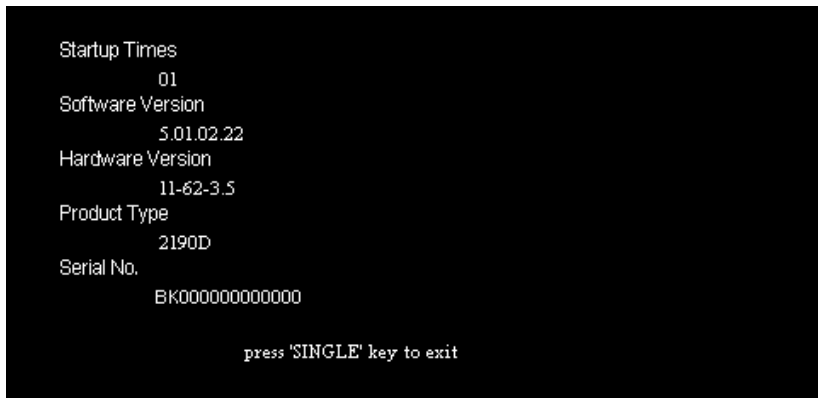 Startup Times
01
Software Version
5.01.02.22
Hardware Version
11-62-3.5
Product Type
2190D
Serial No.
BK000000000000
press 'SINGLE' key to exit